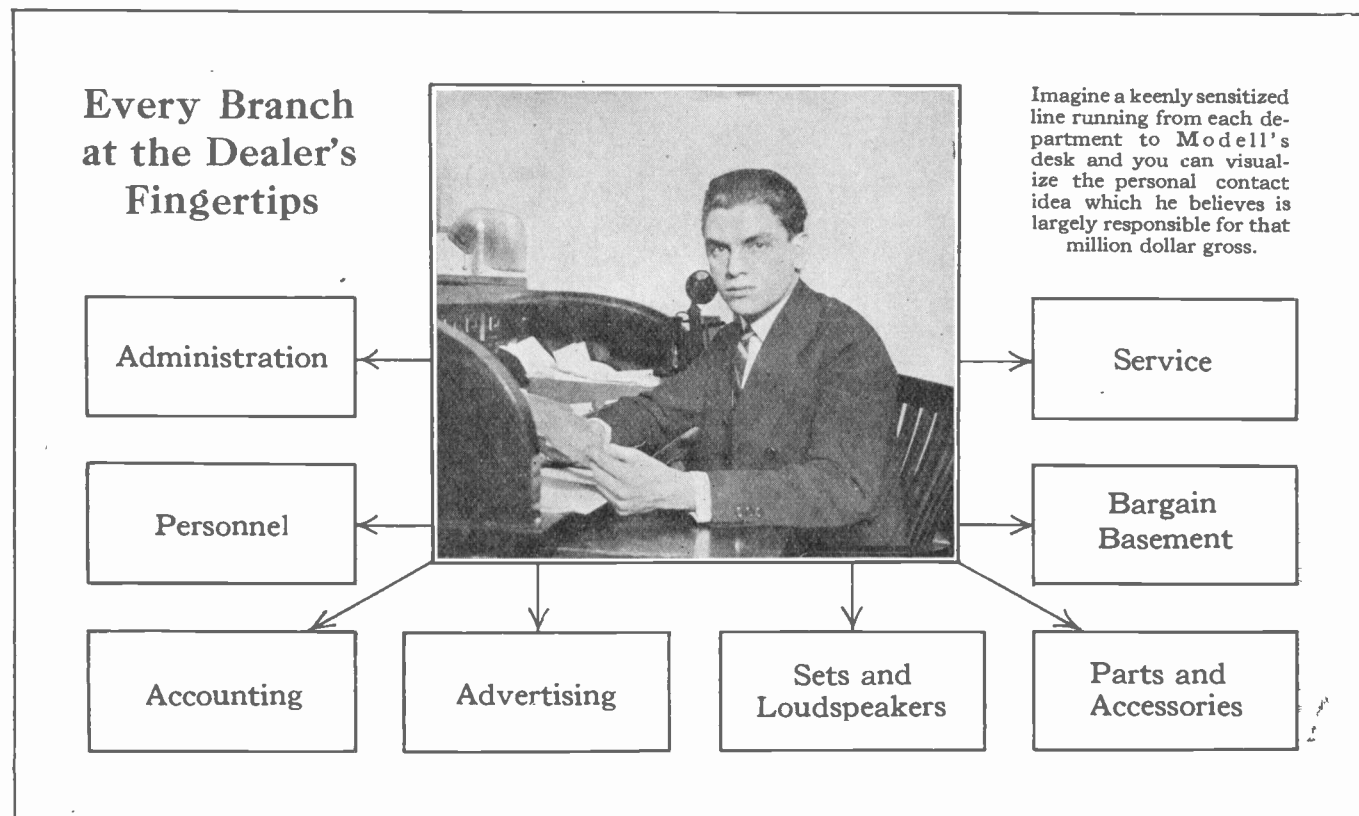 Every Branch
at the Dealer's
Fingertips
Imagine a keenly sensitized
line running from each de-
partment to Modell's
desk and you can visual-
ize the personal contact
idea which he believes is
largely responsible for that
million dollar gross.
Administration
Service
Personnel
Bargain
Basement
Accounting
Advertising
Sets and
Loudspeakers
Parts and
Accessories